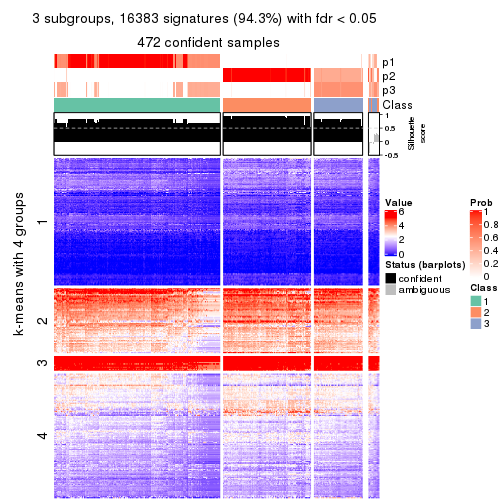 3 subgroups, 16383 signatures (94.3%) with fdr < 0.05
472 confident samples
p1
p2
p3
Class
1
0.5
0
-0.5
Silhouette
score
k-means with 4 groups
1
2
3
4
Value
6
4
2
0
Status (barplots)
confident
ambiguous
Prob
1
0.8
0.6
0.4
0.2
0
Class
1
2
3